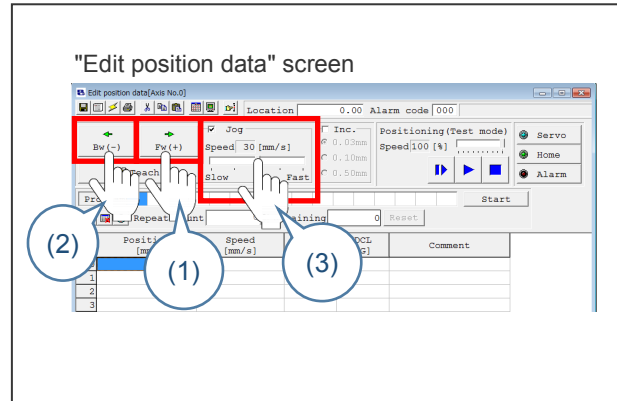 "Edit position data" screen
Edit position data[Axis No.0]
Location 0.00 Alarm code 000
Bw(-) Fw(+)
Jog
Speed 30 [mm/s]
Slow Fast
Inc.
0.03mm
0.10mm
0.50mm
Positioning(Test mode)
Speed 100 [%]
Servo
Home
Alarm
Start
Repeat 0 Reset
Speed
[mm/s]
Comment
1
2
3
(2)
(1)
(3)